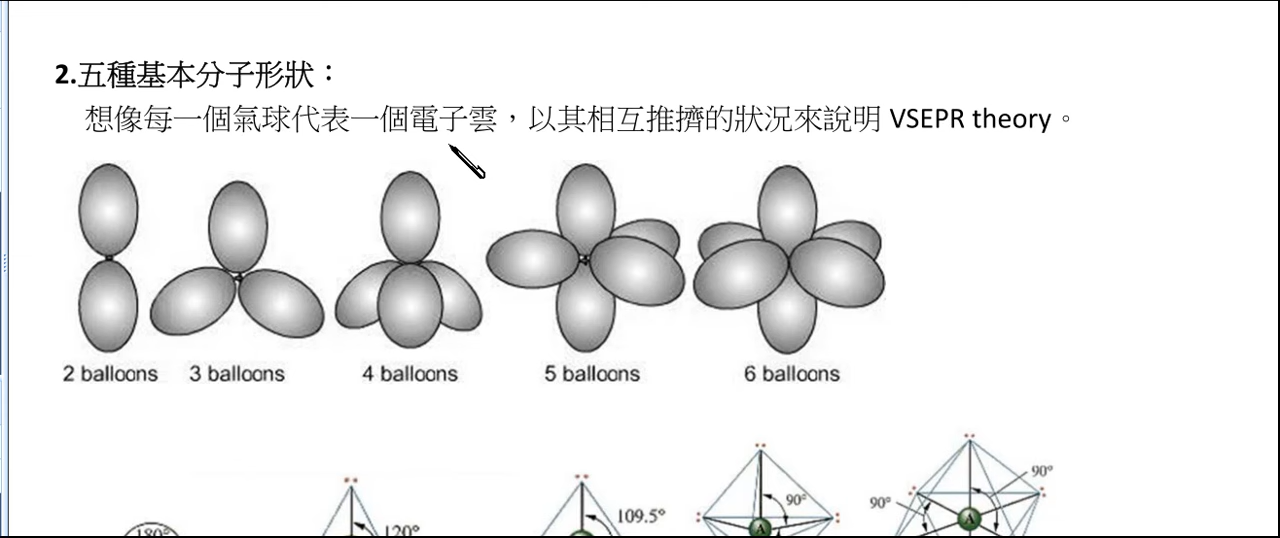 2.五種基本分子形狀：
想像每一個氣球代表一個電子雲，以其相互推擠的狀況來說明 VSEPR theory。
2 balloons 3 balloons 4 balloons 5 balloons 6 balloons
180° 120° 109.5° 90° 90° 90°
A A